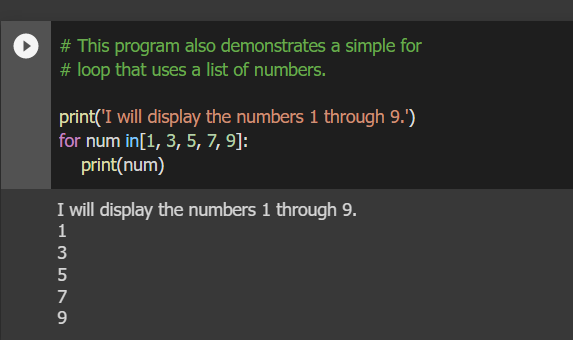 # This program also demonstrates a simple for
# loop that uses a list of numbers.
print('I will display the numbers 1 through 9.')
for num in[1, 3, 5, 7, 9]:
    print(num)
I will display the numbers 1 through 9.
1
3
5
7
9